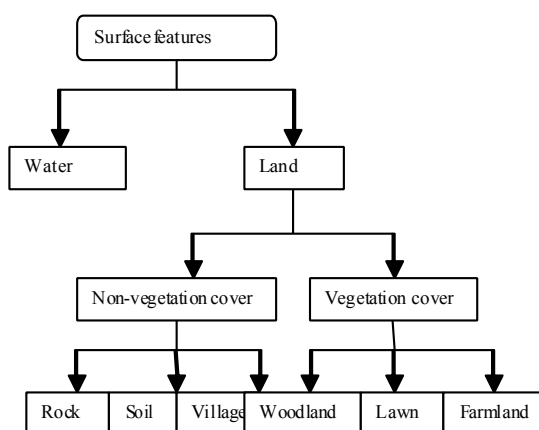 Surface features
Water
Land
Non-vegetation cover
Vegetation cover
Rock
Soil
Village
Woodland
Lawn
Farmland